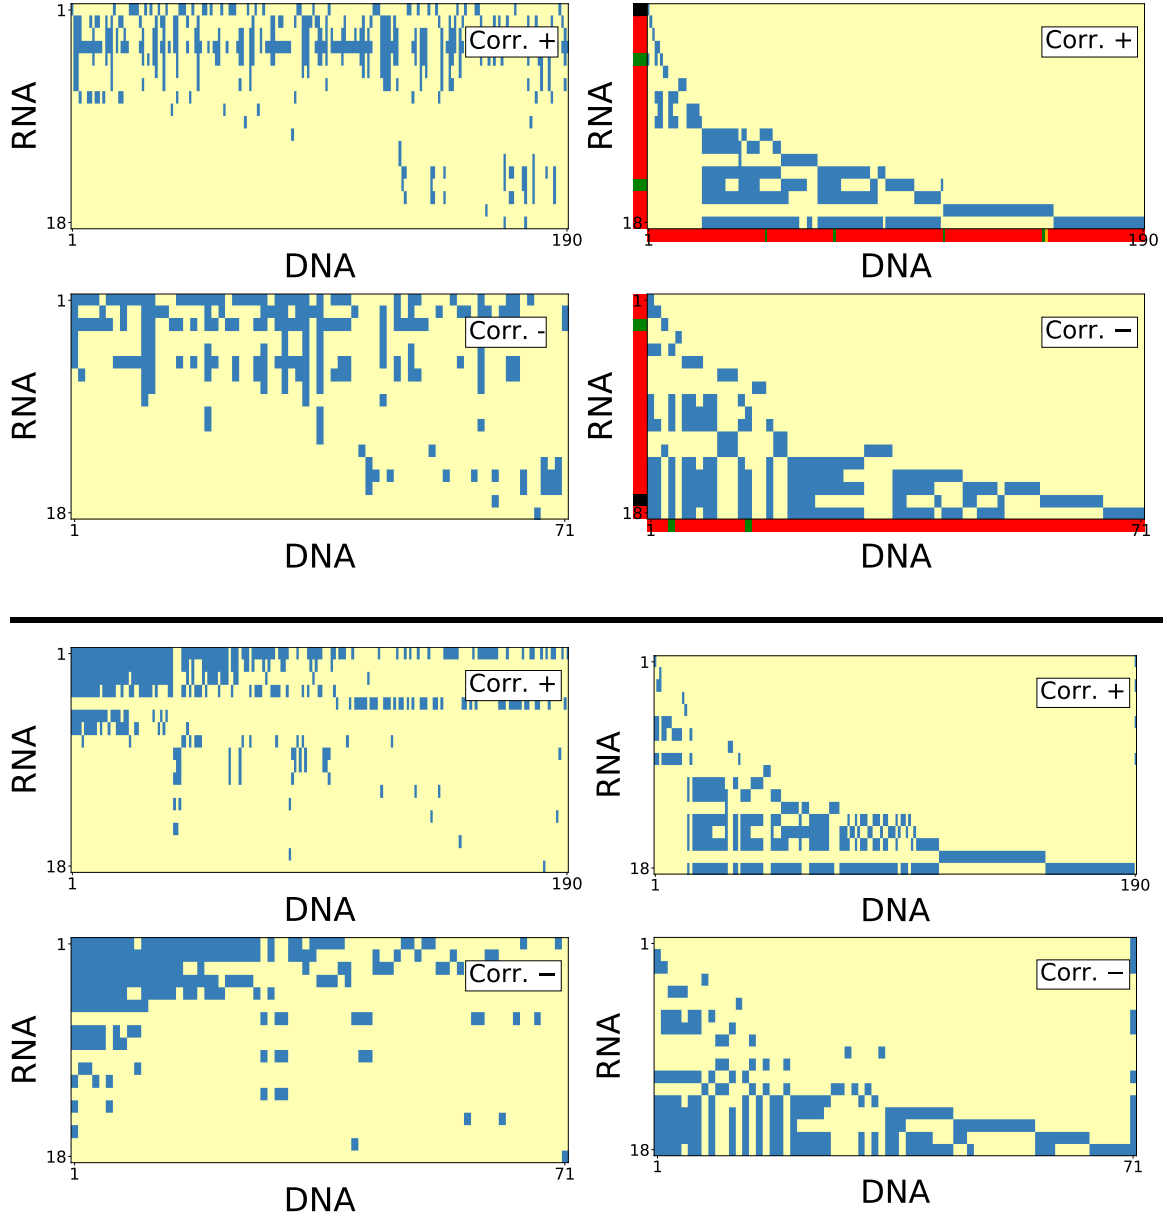 1
RNA
Corr. +
18
1
190
DNA
1
RNA
Corr. +
18
1
190
DNA
1
RNA
Corr. -
18
1
71
DNA
1
RNA
Corr. −
18
1
71
DNA
1
RNA
Corr. +
18
1
190
DNA
1
RNA
Corr. +
18
1
190
DNA
1
RNA
Corr. −
18
1
71
DNA
1
RNA
Corr. −
18
1
71
DNA